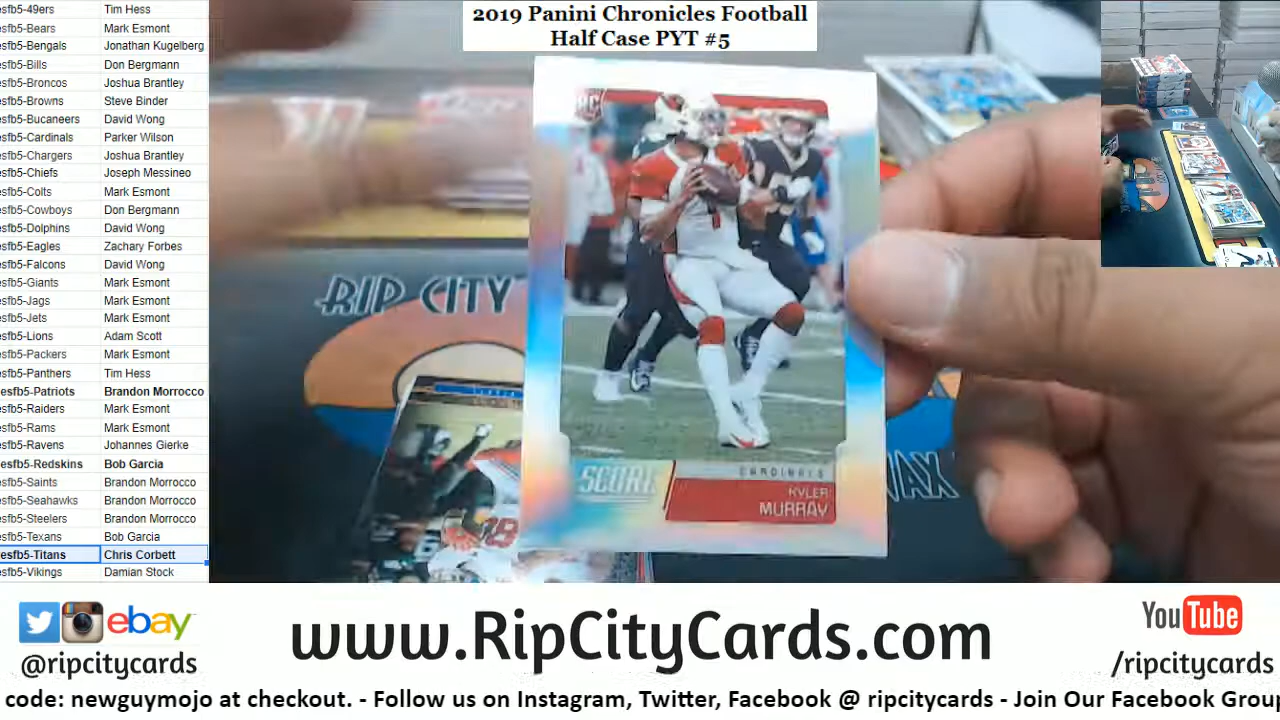 2019 Panini Chronicles Football
Half Case PYT #5
esfb5-49ers Tim Hess
esfb5-Bears Mark Esmont
esfb5-Bengals Jonathan Kugelberg
esfb5-Bills Don Bergmann
esfb5-Broncos Joshua Brantley
esfb5-Browns Steve Binder
esfb5-Bucaneers David Wong
esfb5-Cardinals Parker Wilson
esfb5-Chargers Joshua Brantley
esfb5-Chiefs Joseph Messineo
esfb5-Colts Mark Esmont
esfb5-Cowboys Don Bergmann
esfb5-Dolphins David Wong
esfb5-Eagles Zachary Forbes
esfb5-Falcons David Wong
esfb5-Giants Mark Esmont
esfb5-Jags Mark Esmont
esfb5-Jets Mark Esmont
esfb5-Lions Adam Scott
esfb5-Packers Mark Esmont
esfb5-Panthers Tim Hess
esfb5-Patriots Brandon Morrocco
esfb5-Raiders Mark Esmont
esfb5-Rams Mark Esmont
esfb5-Ravens Johannes Gierke
esfb5-Redskins Bob Garcia
esfb5-Saints Brandon Morrocco
esfb5-Seahawks Brandon Morrocco
esfb5-Steelers Brandon Morrocco
esfb5-Texans Bob Garcia
esfb5-Titans Chris Corbett
esfb5-Vikings Damian Stock
RC
1
RIP CITY
SCORE
CARDINALS
KYLER
MURRAY
18
ebay
@ripcitycards
www.RipCityCards.com
YouTube
/ripcitycards
code: newguymojo at checkout. - Follow us on Instagram, Twitter, Facebook @ ripcitycards - Join Our Facebook Group